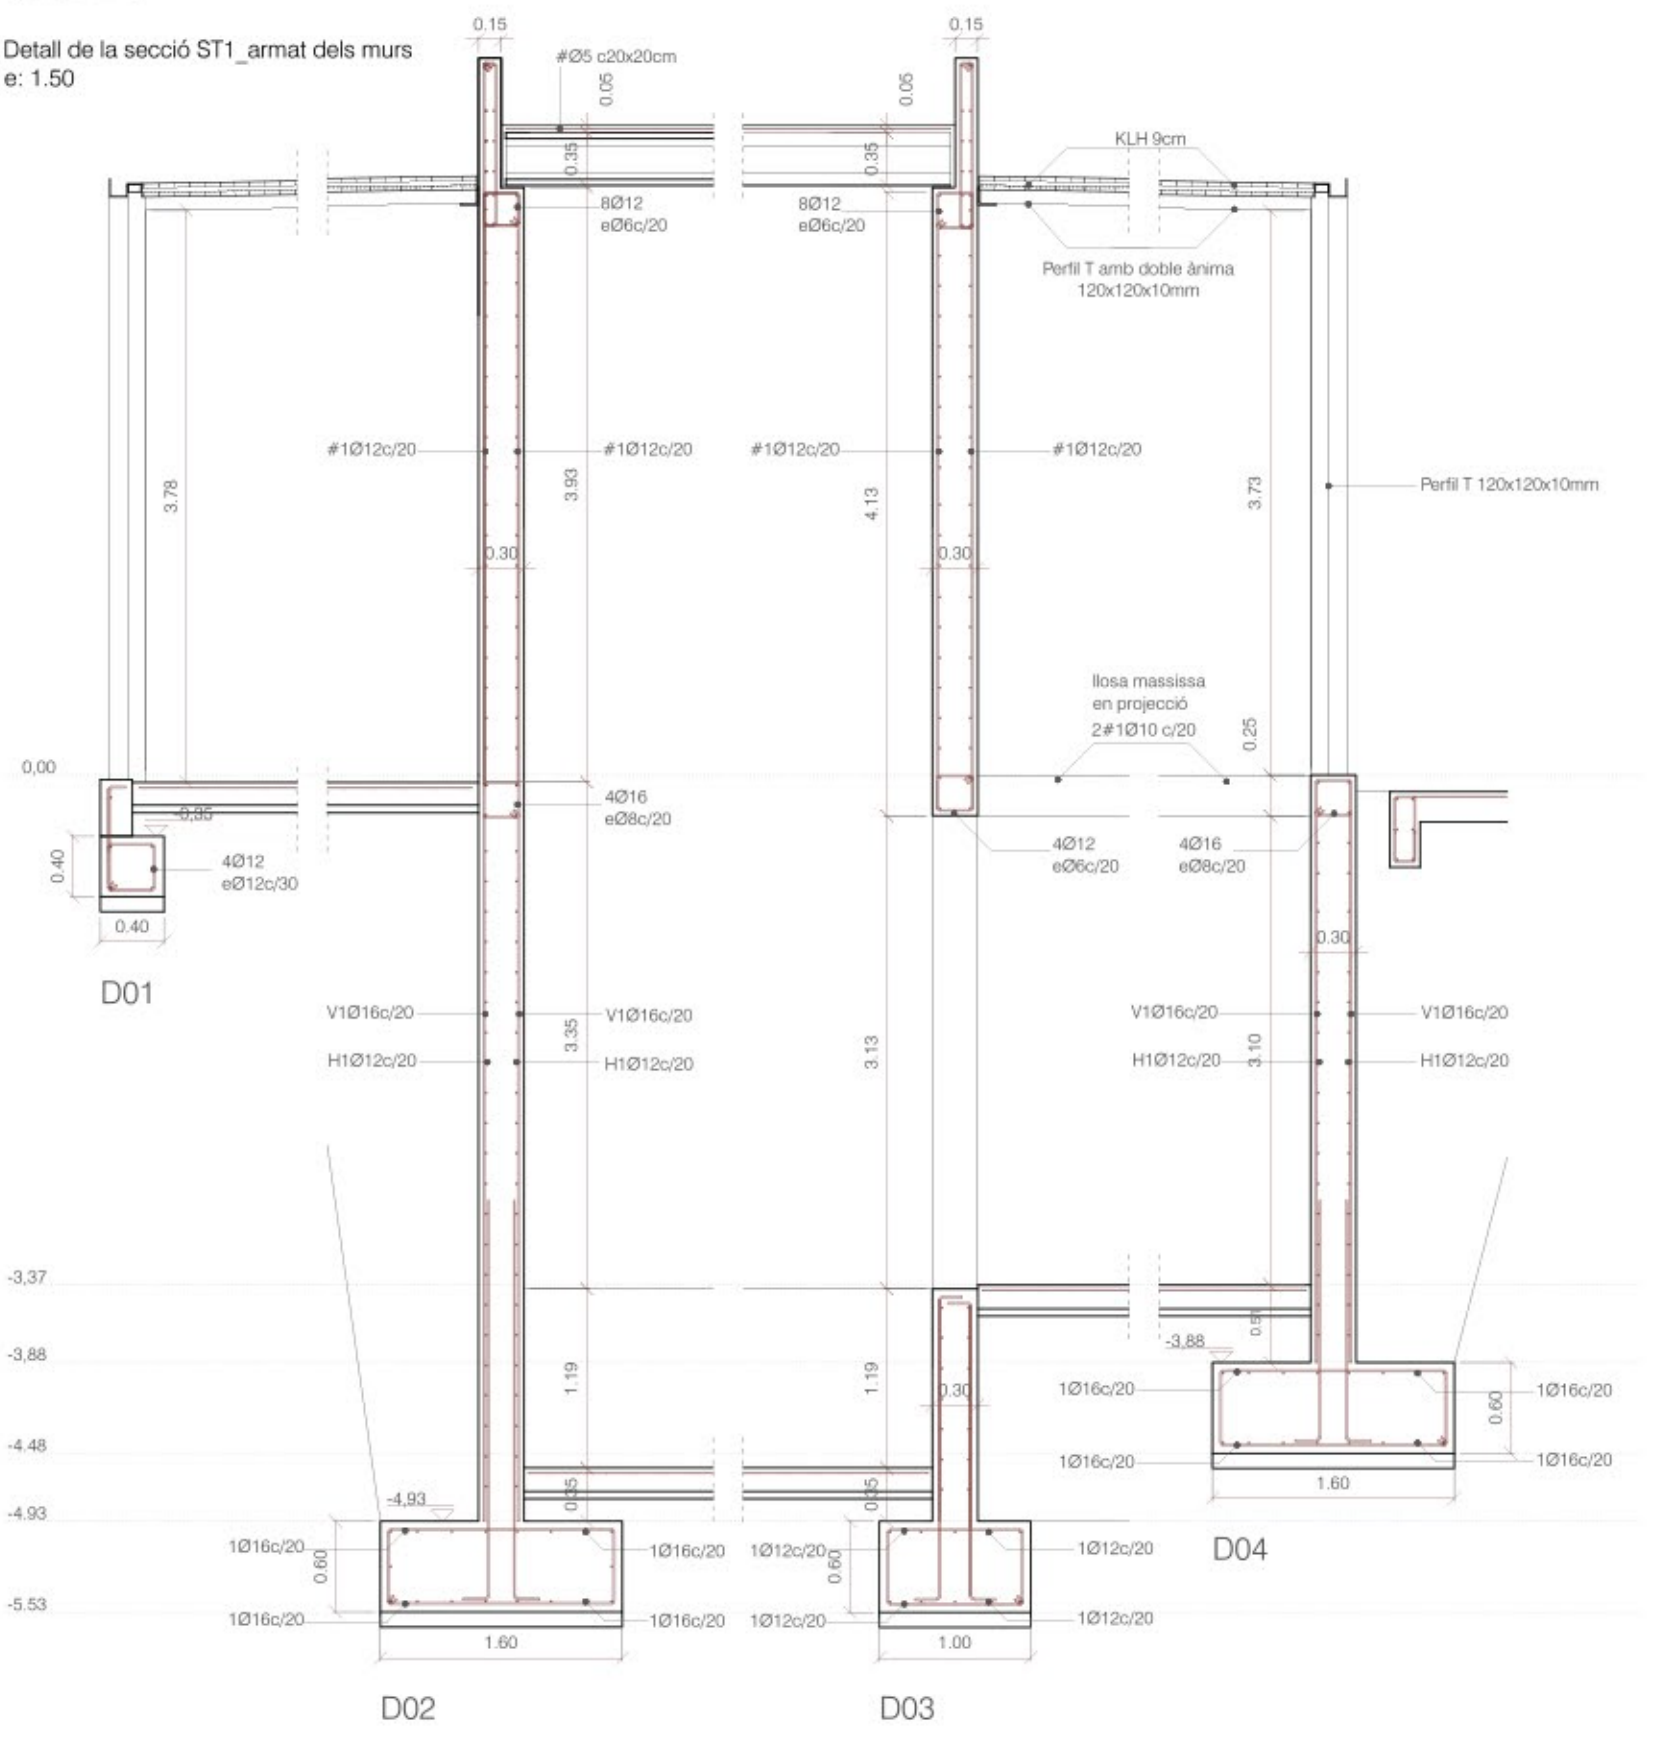 0.15
0.15
Detall de la secció ST1_armat dels murs
e: 1.50
#Ø5 c20x20cm
0.05
0.05
KLH 9cm
0.35
0.35
8Ø12
eØ6c/20
8Ø12
eØ6c/20
Perfil T amb doble ànima
120x120x10mm
#1Ø12c/20
#1Ø12c/20
#1Ø12c/20
#1Ø12c/20
3.78
3.93
4.13
3.73
Perfil T 120x120x10mm
0.30
0.30
llosa massissa
en projecció
2#1Ø10 c/20
0.25
0,00
-0,35
4Ø16
eØ8c/20
4Ø12
eØ6c/20
4Ø16
eØ8c/20
0.40
4Ø12
eØ12c/30
0.40
0.30
D01
V1Ø16c/20
V1Ø16c/20
V1Ø16c/20
V1Ø16c/20
3.35
3.13
3.10
H1Ø12c/20
H1Ø12c/20
H1Ø12c/20
H1Ø12c/20
-3,37
0.51
-3,88
-3,88
1.19
1.19
0.30
1Ø16c/20
1Ø16c/20
0.60
-4,48
1Ø16c/20
1Ø16c/20
1.60
0.35
0.35
-4,93
-4.93
1Ø16c/20
1Ø16c/20
1Ø12c/20
1Ø12c/20
D04
0.60
0.60
-5.53
1Ø16c/20
1Ø16c/20
1Ø12c/20
1Ø12c/20
1.60
1.00
D02
D03